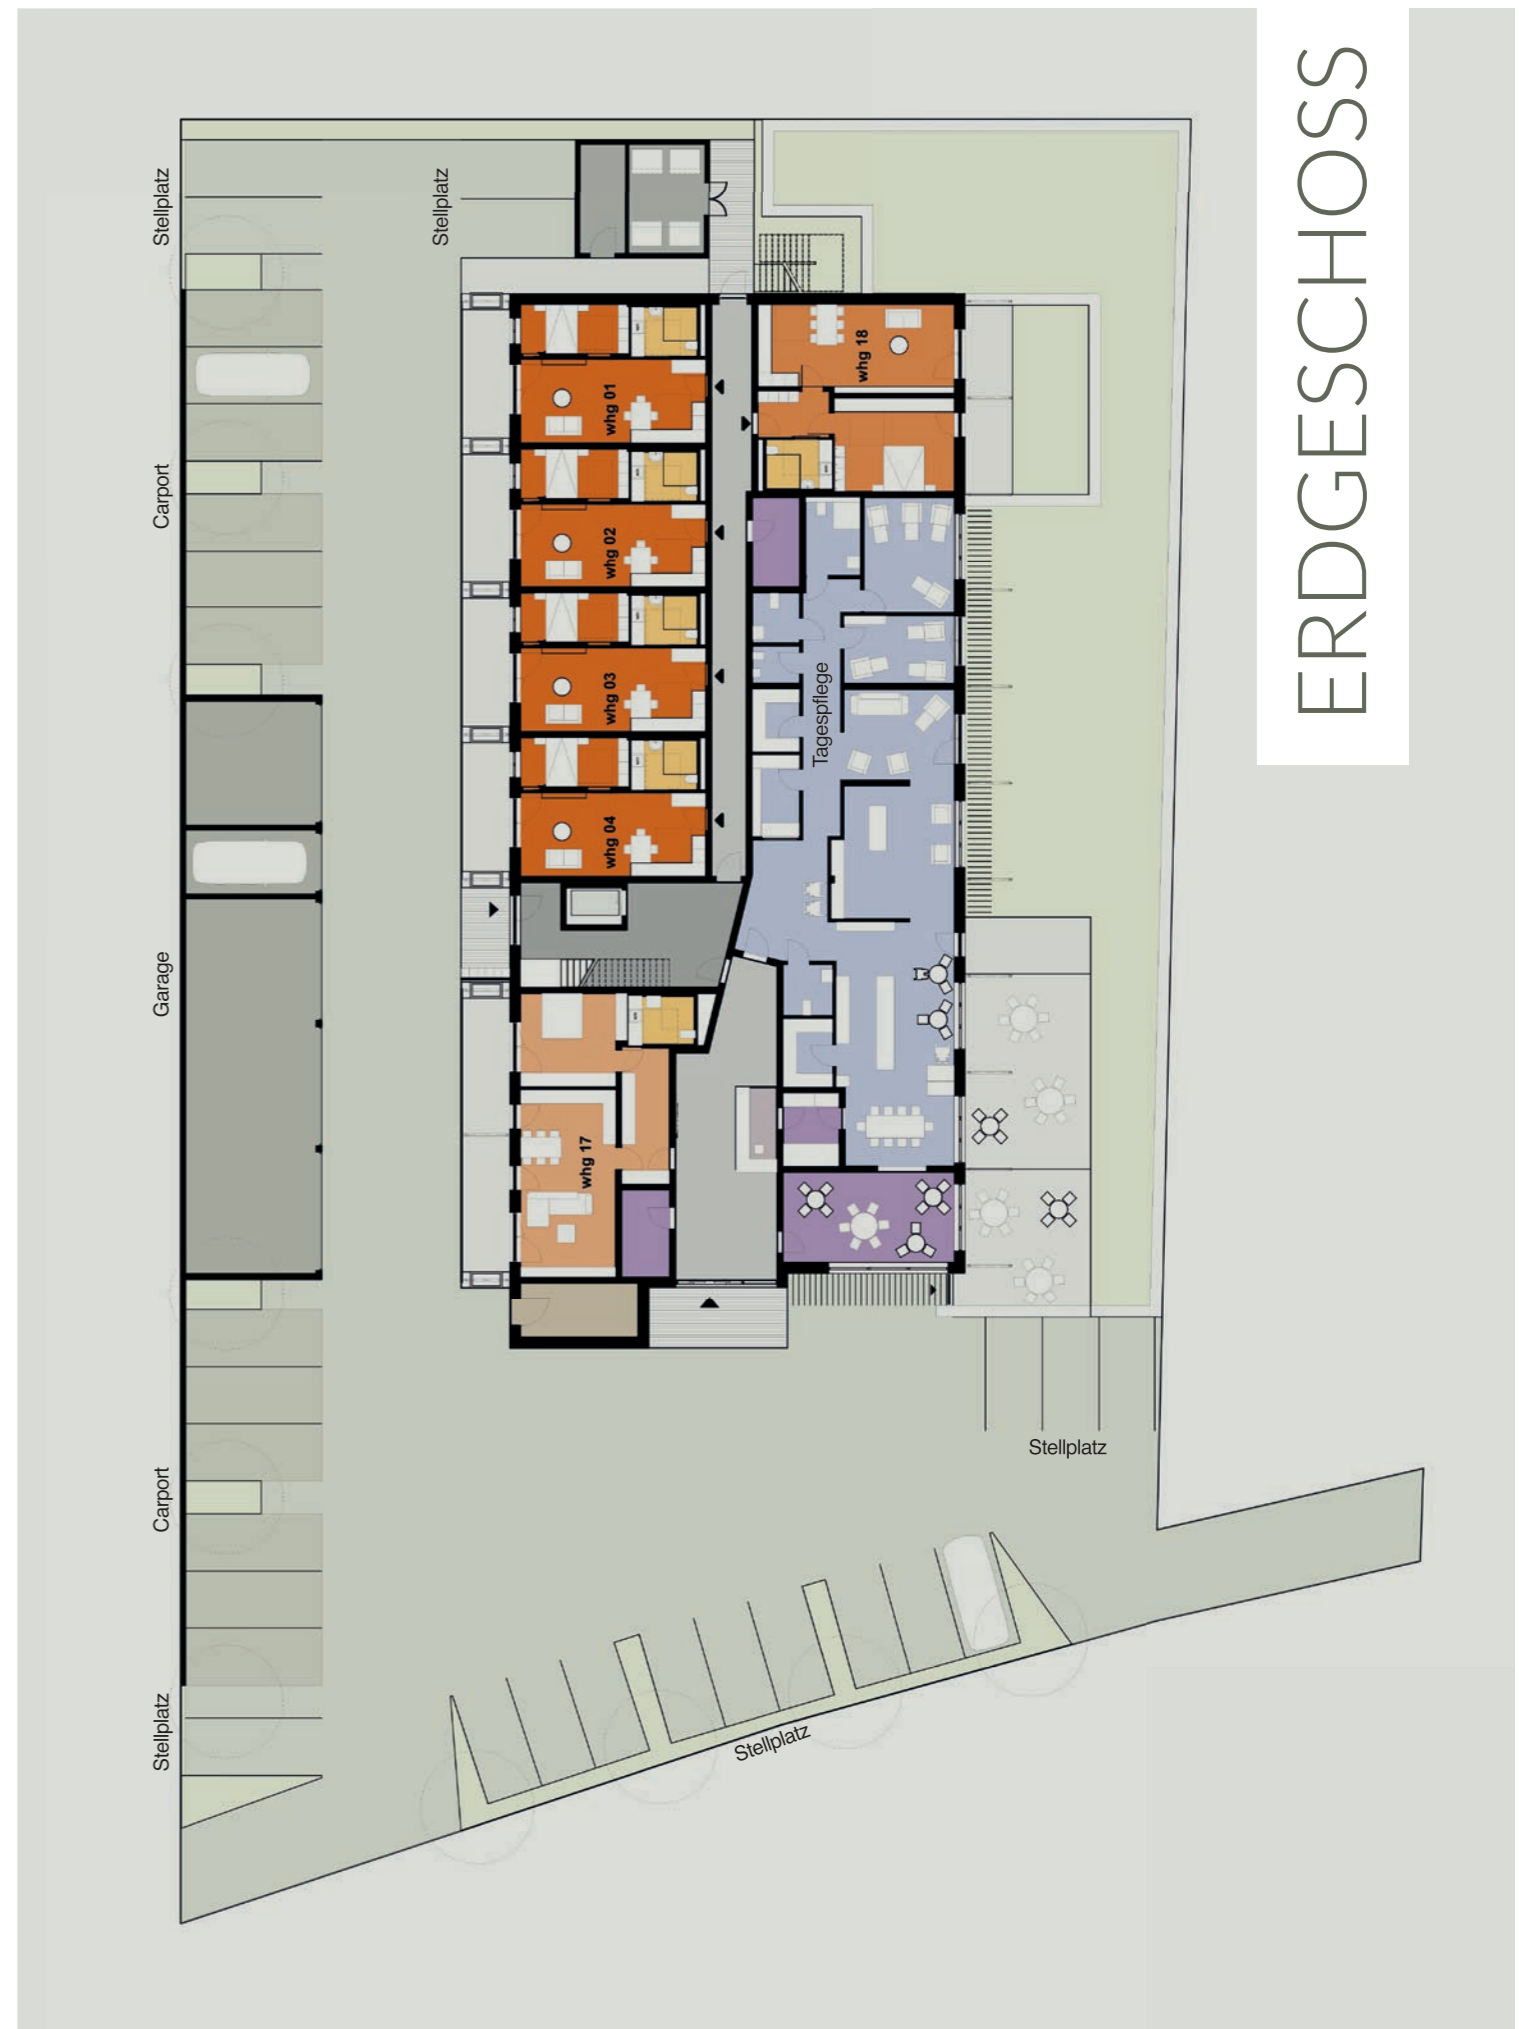 ERDGESCHOSS
Stellplatz
Stellplatz
Carport
Garage
Carport
Stellplatz
whg 01
whg 02
whg 03
whg 04
whg 17
whg 18
Tagespflege
Stellplatz
Stellplatz